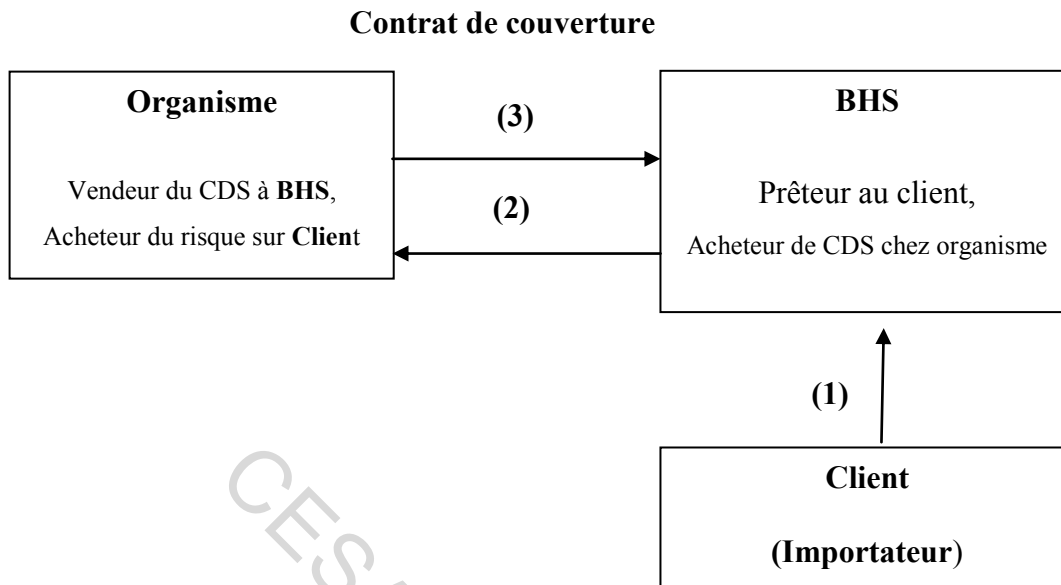 Contrat de couverture
Organisme
Vendeur du CDS à BHS,
Acheteur du risque sur Client
(3)
(2)
BHS
Prêteur au client,
Acheteur de CDS chez organisme
(1)
Client
(Importateur)